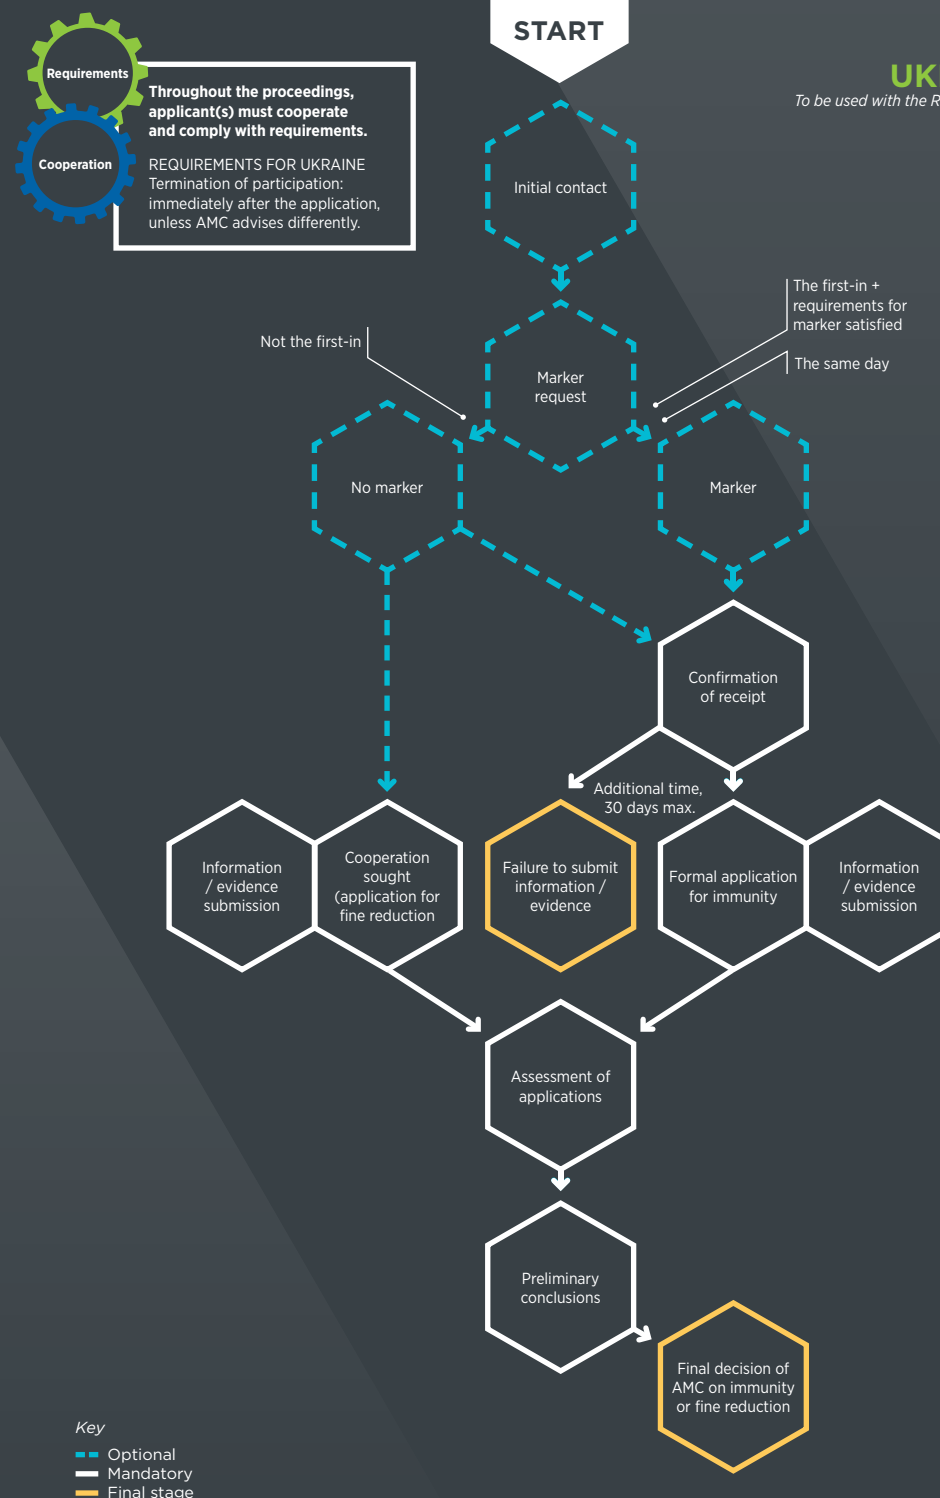 START
UK
To be used with the R
Requirements
Cooperation
Throughout the proceedings,
applicant(s) must cooperate
and comply with requirements.
REQUIREMENTS FOR UKRAINE
Termination of participation:
immediately after the application,
unless AMC advises differently.
Initial contact
The first-in +
requirements for
marker satisfied
The same day
Not the first-in
Marker
request
No marker
Marker
Confirmation
of receipt
Additional time,
30 days max.
Information
/ evidence
submission
Cooperation
sought
(application for
fine reduction
Failure to submit
information /
evidence
Formal application
for immunity
Information
/ evidence
submission
Assessment of
applications
Preliminary
conclusions
Final decision of
AMC on immunity
or fine reduction
Key
Optional
Mandatory
Final stage